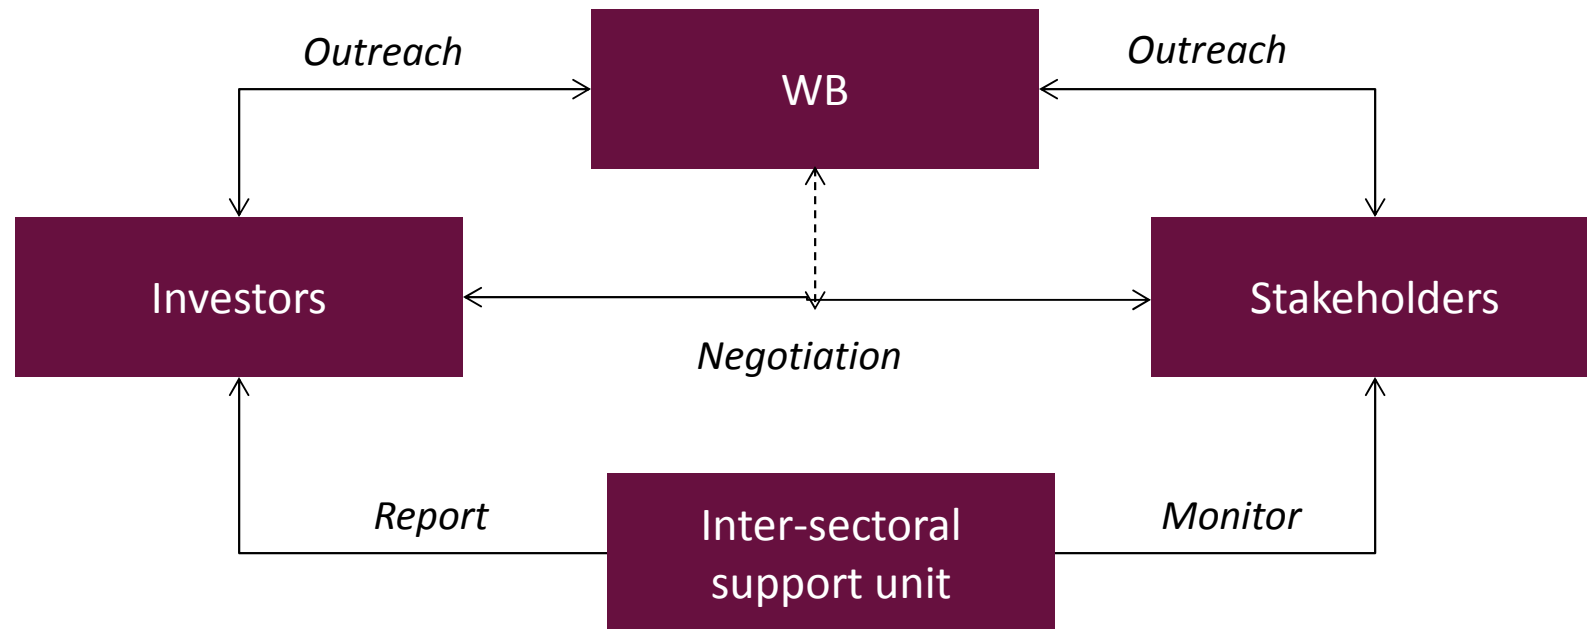 Outreach
Outreach
WB
Investors
Stakeholders
Negotiation
Report
Monitor
Inter-sectoral
support unit